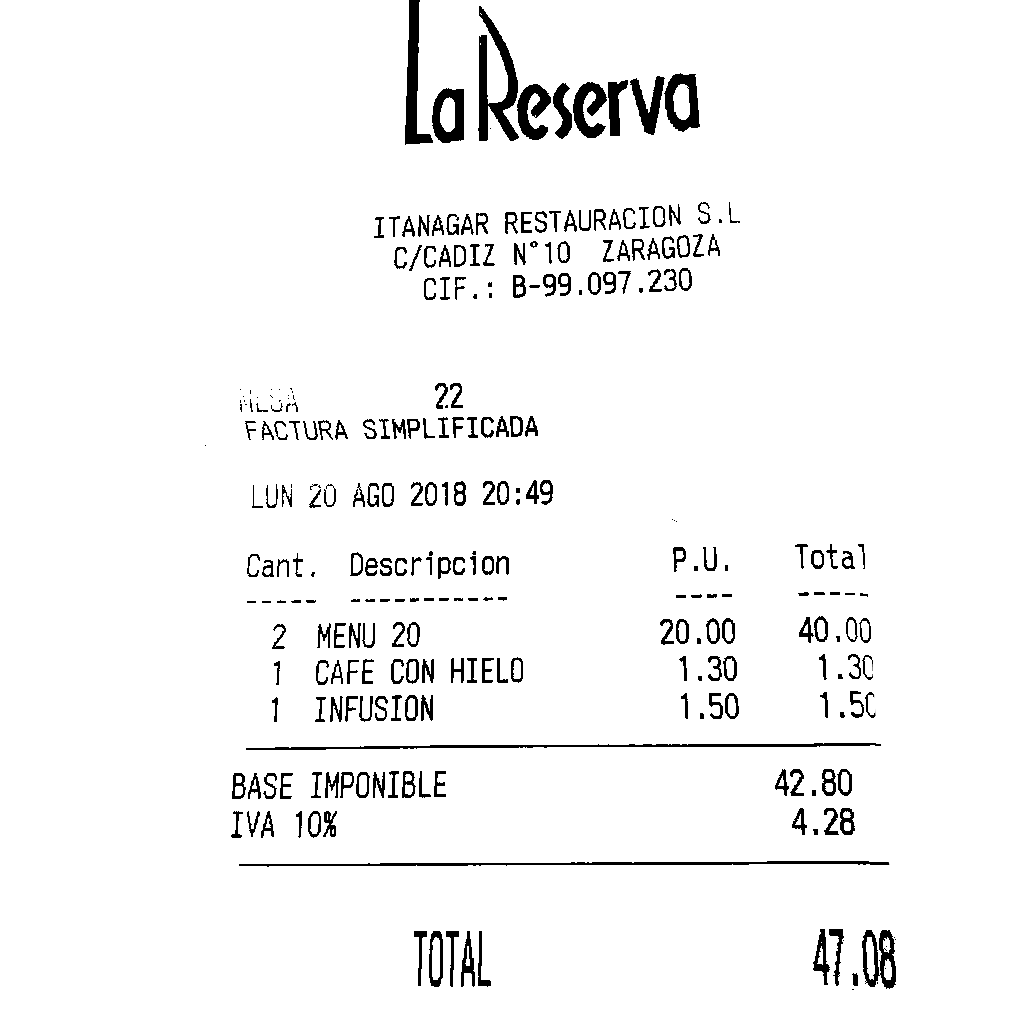 La Reserva
ITANAGAR RESTAURACION S.L
C/CADIZ Nº10 ZARAGOZA
CIF.: B-99.097.230
MESA 22
FACTURA SIMPLIFICADA
LUN 20 AGO 2018 20:49
Cant. Descripcion P.U. Total
----- ----------- ---- -----
2 MENU 20 20.00 40.00
1 CAFE CON HIELO 1.30 1.30
1 INFUSION 1.50 1.50
BASE IMPONIBLE 42.80
IVA 10% 4.28
TOTAL 47.08